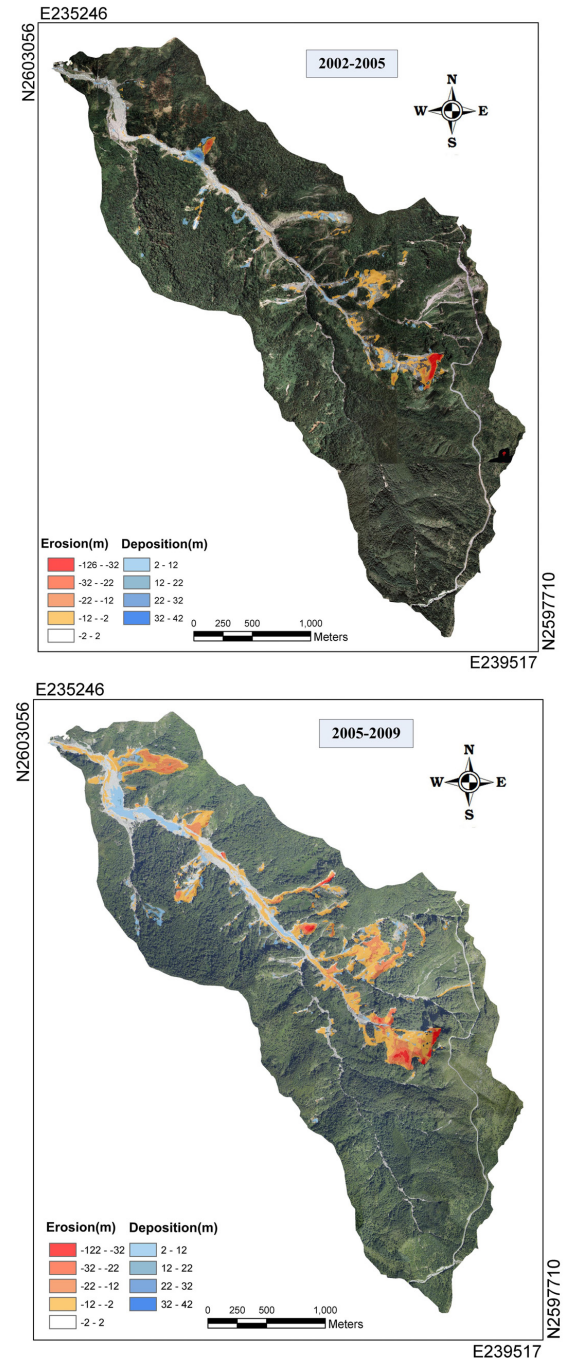 E235246
N2603056
2002-2005
N
W E
S
Erosion(m) Deposition(m)
-126 - -32 2 - 12
-32 - -22 12 - 22
-22 - -12 22 - 32
-12 - -2 32 - 42
-2 - 2
0 250 500 1,000
Meters
N2597710
E239517
E235246
N2603056
2005-2009
N
W E
S
Erosion(m) Deposition(m)
-122 - -32 2 - 12
-32 - -22 12 - 22
-22 - -12 22 - 32
-12 - -2 32 - 42
-2 - 2
0 250 500 1,000
Meters
N2597710
E239517